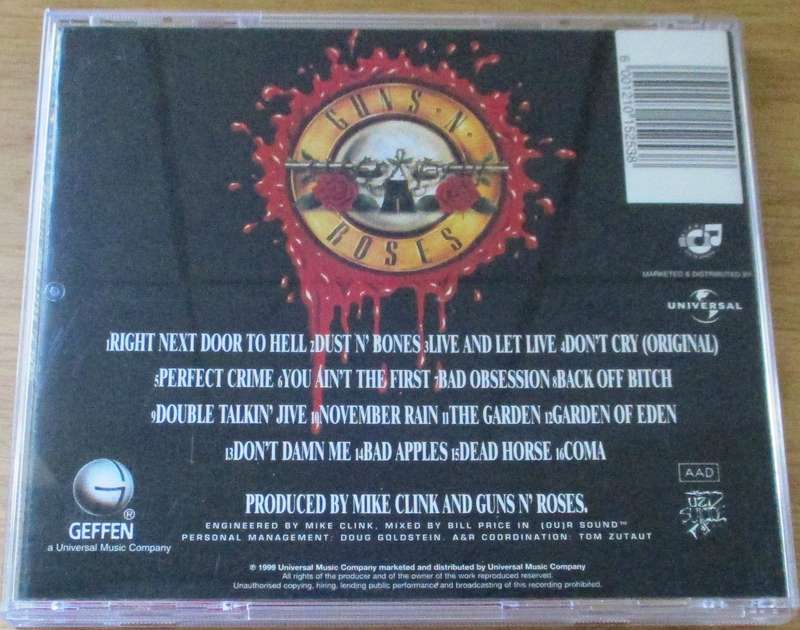 GUNS · N ·
ROSES
6 001210 152538
MARKETED & DISTRIBUTED BY
UNIVERSAL
1RIGHT NEXT DOOR TO HELL 2DUST N' BONES 3LIVE AND LET LIVE 4DON'T CRY (ORIGINAL)
5PERFECT CRIME 6YOU AIN'T THE FIRST 7BAD OBSESSION 8BACK OFF BITCH
9DOUBLE TALKIN' JIVE 10NOVEMBER RAIN 11THE GARDEN 12GARDEN OF EDEN
13DON'T DAMN ME 14BAD APPLES 15DEAD HORSE 16COMA
AAD
GEFFEN
®
a Universal Music Company
PRODUCED BY MIKE CLINK AND GUNS N' ROSES.
ENGINEERED BY MIKE CLINK, MIXED BY BILL PRICE IN (OU)R SOUND™
PERSONAL MANAGEMENT: DOUG GOLDSTEIN. A&R COORDINATION: TOM ZUTAUT
℗ 1999 Universal Music Company marketed and distributed by Universal Music Company
All rights of the producer and of the owner of the work reproduced reserved.
Unauthorised copying, hiring, lending public performance and broadcasting of this recording prohibited.